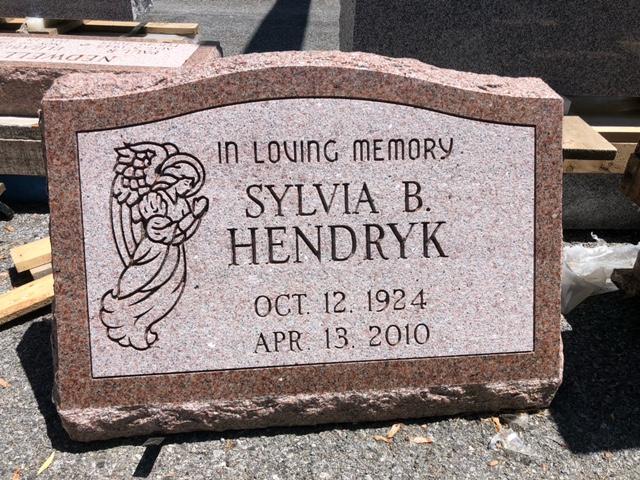 IN LOVING MEMORY
SYLVIA B.
HENDRYK
OCT. 12. 1924
APR. 13. 2010